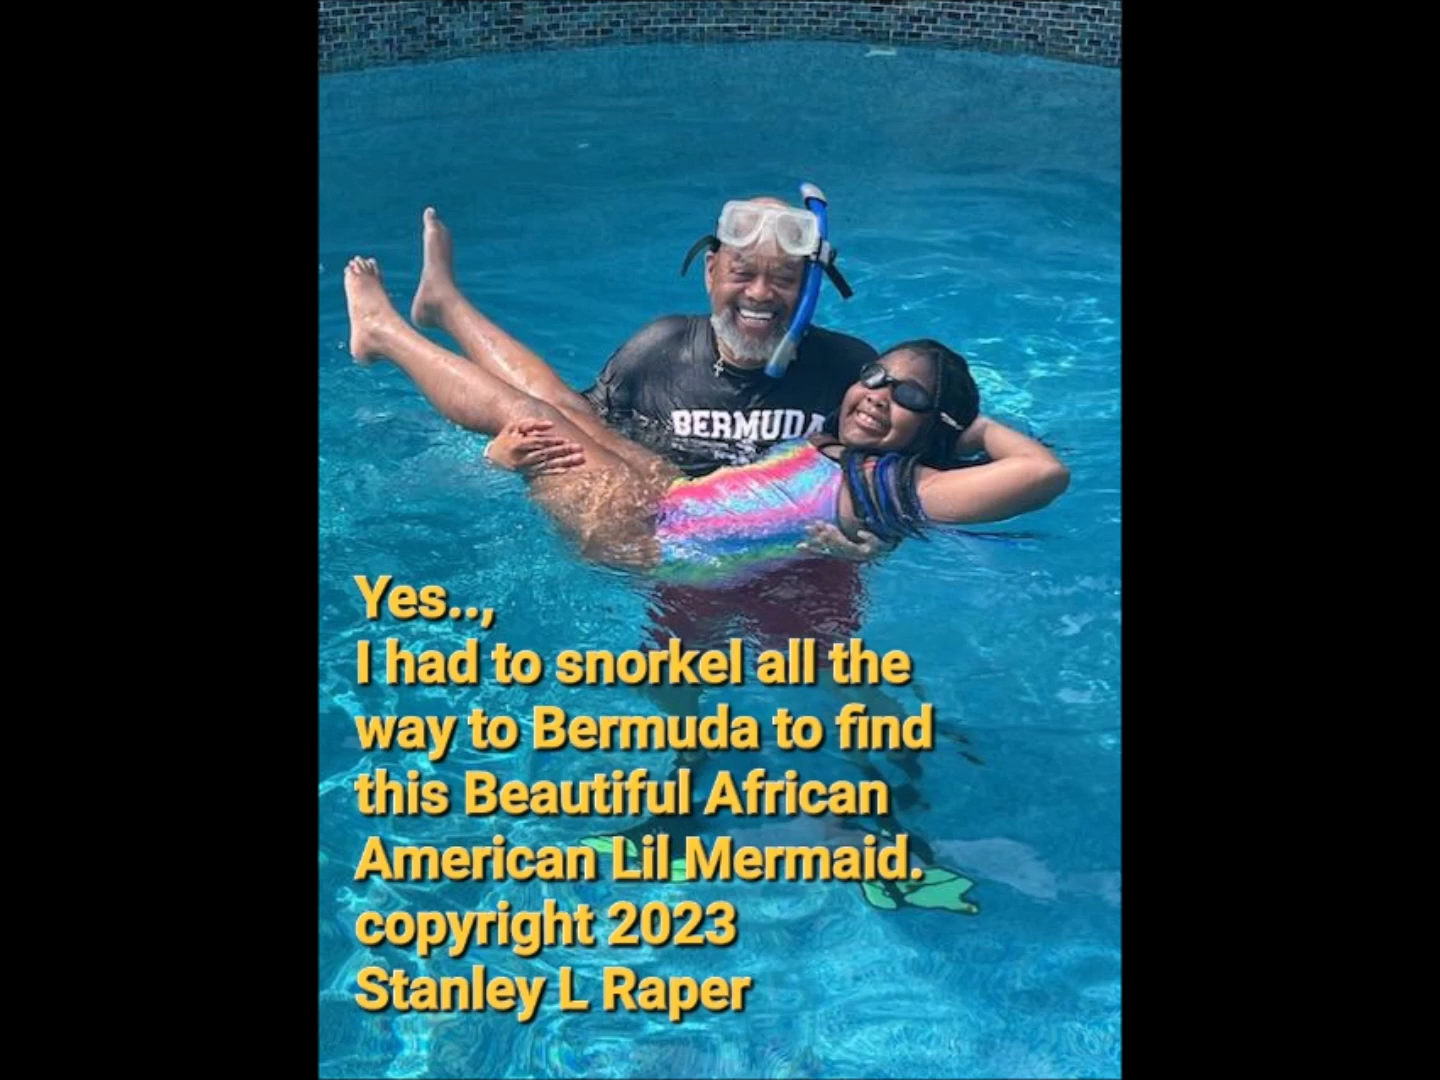 BERMUDA
Yes..,
I had to snorkel all the
way to Bermuda to find
this Beautiful African
American Lil Mermaid.
copyright 2023
Stanley L Raper